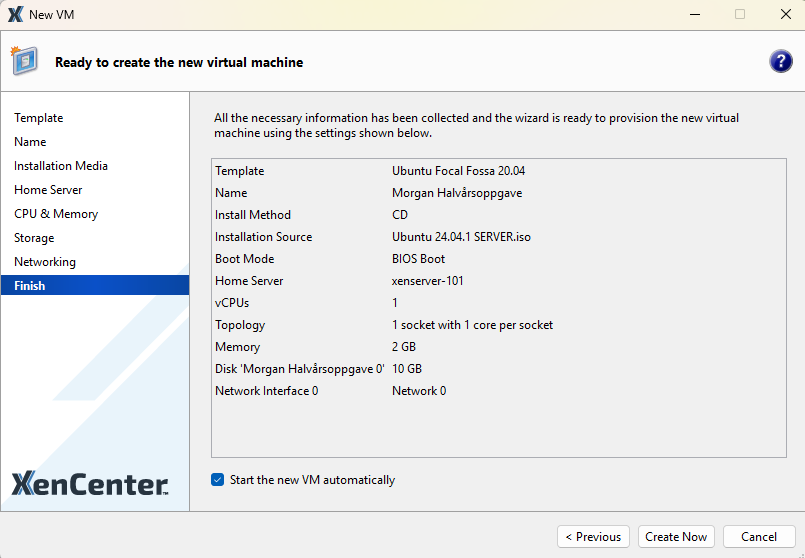 New VM
Ready to create the new virtual machine
?
Template
Name
Installation Media
Home Server
CPU & Memory
Storage
Networking
Finish
XenCenter™
All the necessary information has been collected and the wizard is ready to provision the new virtual
machine using the settings shown below.
Template Ubuntu Focal Fossa 20.04
Name Morgan Halvårsoppgave
Install Method CD
Installation Source Ubuntu 24.04.1 SERVER.iso
Boot Mode BIOS Boot
Home Server xenserver-101
vCPUs 1
Topology 1 socket with 1 core per socket
Memory 2 GB
Disk 'Morgan Halvårsoppgave 0' 10 GB
Network Interface 0 Network 0
Start the new VM automatically
< Previous Create Now Cancel